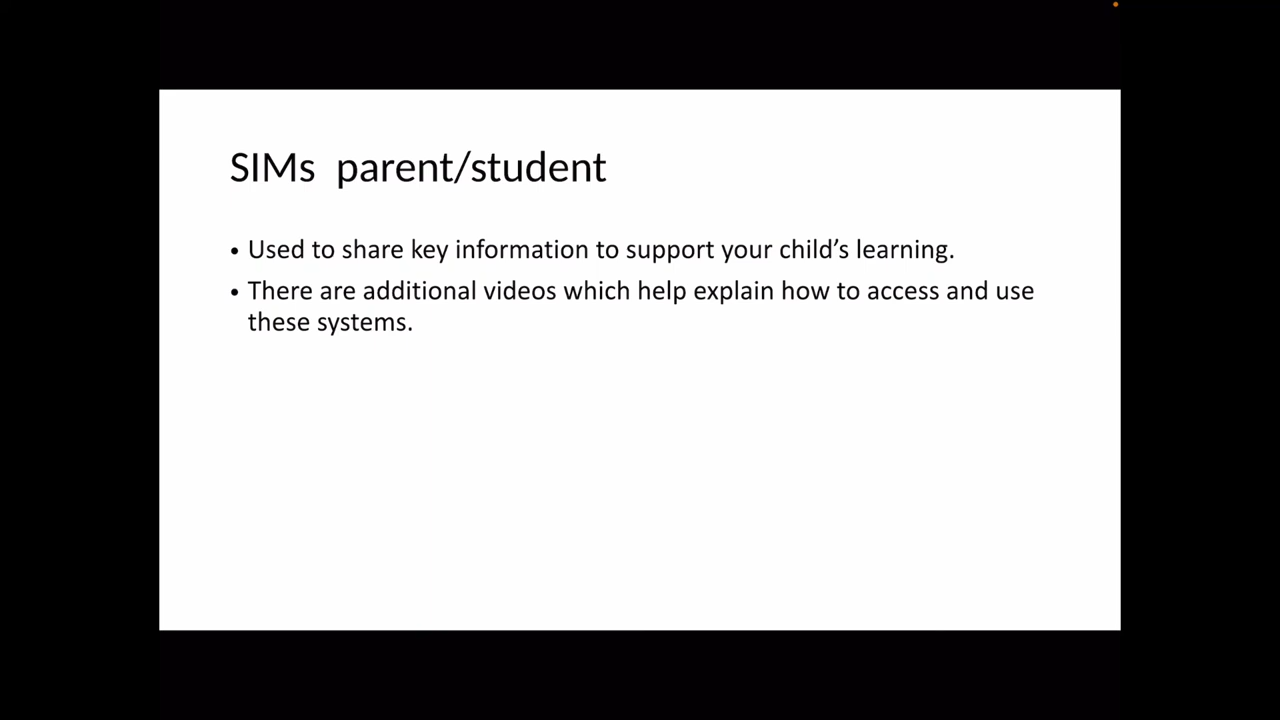 SIMs  parent/student
• Used to share key information to support your child’s learning.
• There are additional videos which help explain how to access and use
these systems.